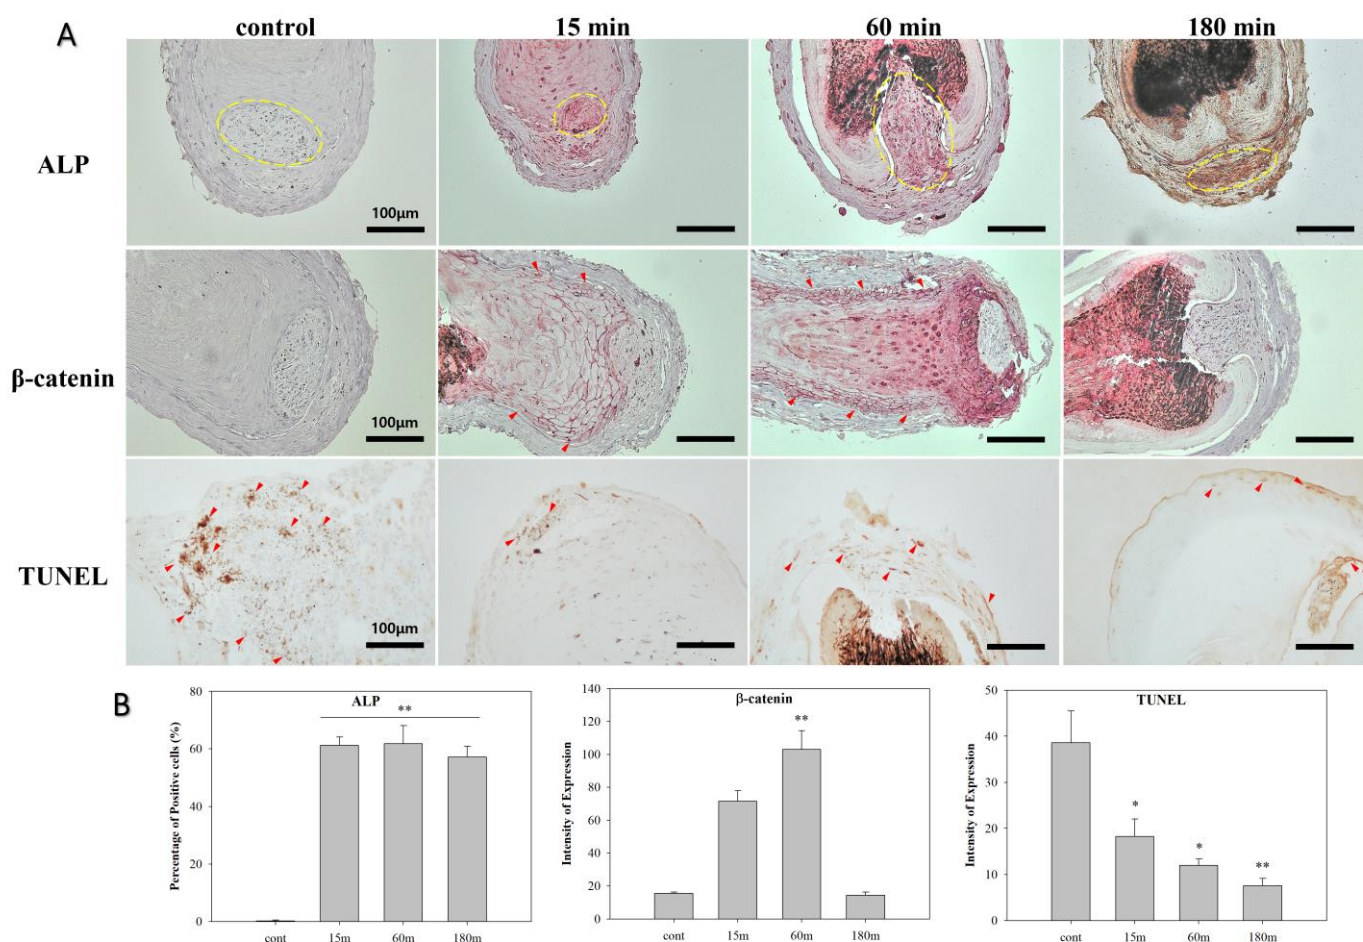 A
control 15 min 60 min 180 min
ALP
100μm
β-catenin
100μm
TUNEL
100μm
B
ALP
Percentage of Positive cells (%)
80
60
40
20
0
cont 15m 60m 180m
**
β-catenin
Intensity of Expression
140
120
100
80
60
40
20
0
cont 15m 60m 180m
**
TUNEL
Intensity of Expression
50
40
30
20
10
0
cont 15m 60m 180m
*
*
**